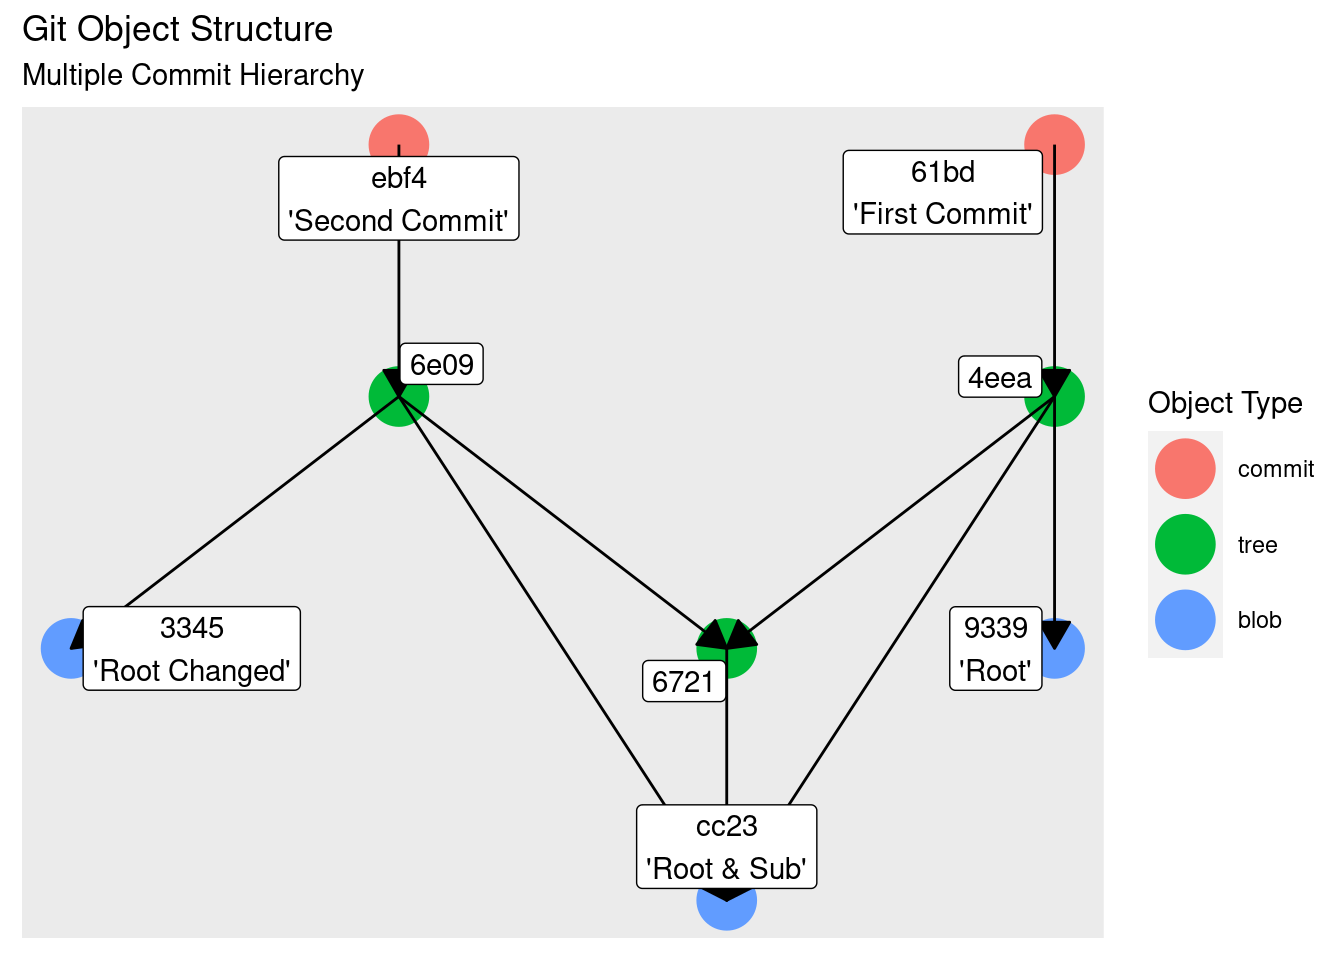 Git Object Structure
Multiple Commit Hierarchy
ebf4
'Second Commit'
61bd
'First Commit'
6e09
4eea
3345
'Root Changed'
6721
9339
'Root'
cc23
'Root & Sub'
Object Type
commit
tree
blob